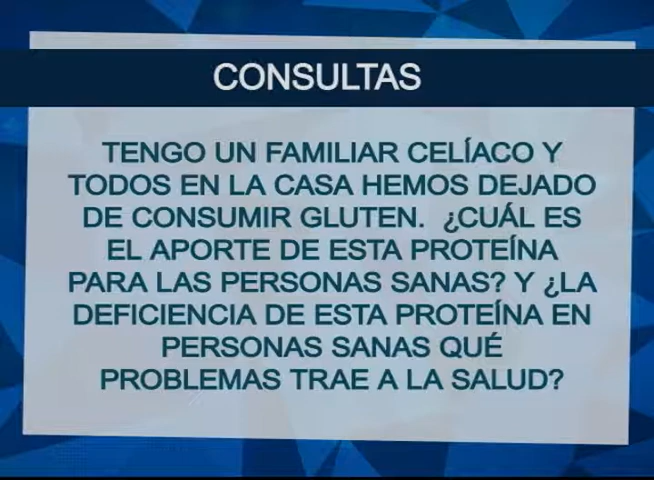 CONSULTAS
TENGO UN FAMILIAR CELÍACO Y
TODOS EN LA CASA HEMOS DEJADO
DE CONSUMIR GLUTEN. ¿CUÁL ES
EL APORTE DE ESTA PROTEÍNA
PARA LAS PERSONAS SANAS? Y ¿LA
DEFICIENCIA DE ESTA PROTEÍNA EN
PERSONAS SANAS QUÉ
PROBLEMAS TRAE A LA SALUD?